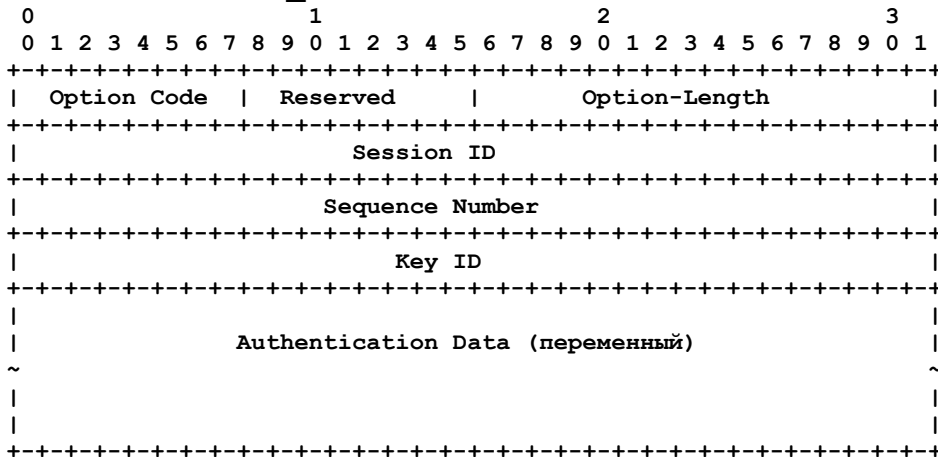 0                   1                   2                   3
 0 1 2 3 4 5 6 7 8 9 0 1 2 3 4 5 6 7 8 9 0 1 2 3 4 5 6 7 8 9 0 1
+-+-+-+-+-+-+-+-+-+-+-+-+-+-+-+-+-+-+-+-+-+-+-+-+-+-+-+-+-+-+-+-+
|  Option Code  |  Reserved     |       Option-Length           |
+-+-+-+-+-+-+-+-+-+-+-+-+-+-+-+-+-+-+-+-+-+-+-+-+-+-+-+-+-+-+-+-+
|                       Session ID                              |
+-+-+-+-+-+-+-+-+-+-+-+-+-+-+-+-+-+-+-+-+-+-+-+-+-+-+-+-+-+-+-+-+
|                     Sequence Number                           |
+-+-+-+-+-+-+-+-+-+-+-+-+-+-+-+-+-+-+-+-+-+-+-+-+-+-+-+-+-+-+-+-+
|                          Key ID                               |
+-+-+-+-+-+-+-+-+-+-+-+-+-+-+-+-+-+-+-+-+-+-+-+-+-+-+-+-+-+-+-+-+
|                                                               |
|               Authentication Data (переменный)                |
~                                                               ~
|                                                               |
|                                                               |
+-+-+-+-+-+-+-+-+-+-+-+-+-+-+-+-+-+-+-+-+-+-+-+-+-+-+-+-+-+-+-+-+